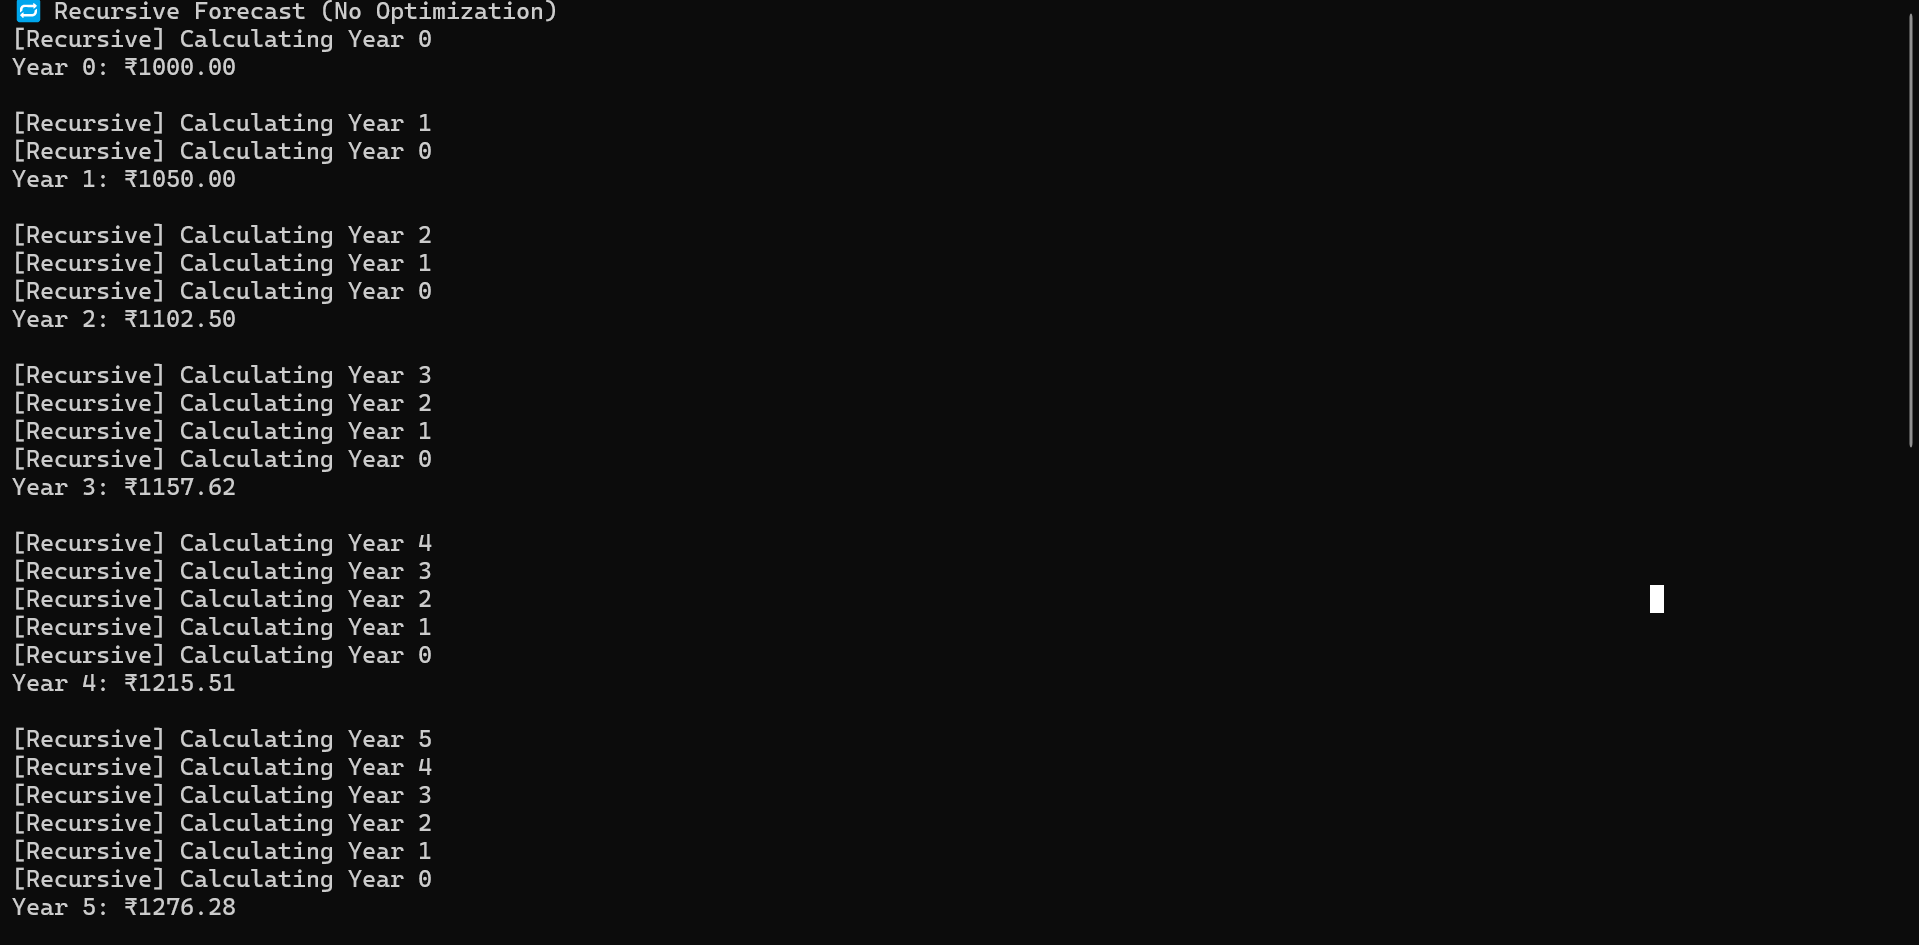 🔁 Recursive Forecast (No Optimization)
[Recursive] Calculating Year 0
Year 0: ₹1000.00
[Recursive] Calculating Year 1
[Recursive] Calculating Year 0
Year 1: ₹1050.00
[Recursive] Calculating Year 2
[Recursive] Calculating Year 1
[Recursive] Calculating Year 0
Year 2: ₹1102.50
[Recursive] Calculating Year 3
[Recursive] Calculating Year 2
[Recursive] Calculating Year 1
[Recursive] Calculating Year 0
Year 3: ₹1157.62
[Recursive] Calculating Year 4
[Recursive] Calculating Year 3
[Recursive] Calculating Year 2
[Recursive] Calculating Year 1
[Recursive] Calculating Year 0
Year 4: ₹1215.51
[Recursive] Calculating Year 5
[Recursive] Calculating Year 4
[Recursive] Calculating Year 3
[Recursive] Calculating Year 2
[Recursive] Calculating Year 1
[Recursive] Calculating Year 0
Year 5: ₹1276.28